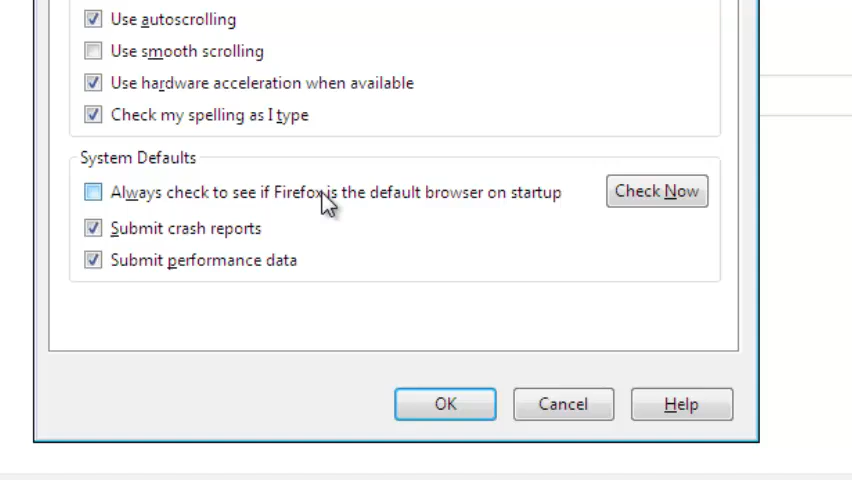 Use autoscrolling
Use smooth scrolling
Use hardware acceleration when available
Check my spelling as I type
System Defaults
Always check to see if Firefox is the default browser on startup
Check Now
Submit crash reports
Submit performance data
OK
Cancel
Help